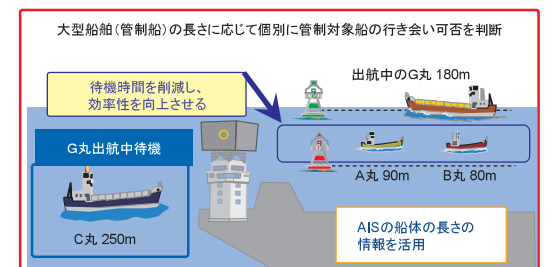 大型船舶(管制船)の長さに応じて個別に管制対象船の行き会い可否を判断
待機時間を削減し、
効率性を向上させる
出航中のG丸 180m
G丸出航中待機
A丸 90m
B丸 80m
C丸 250m
AISの船体の長さの
情報を活用